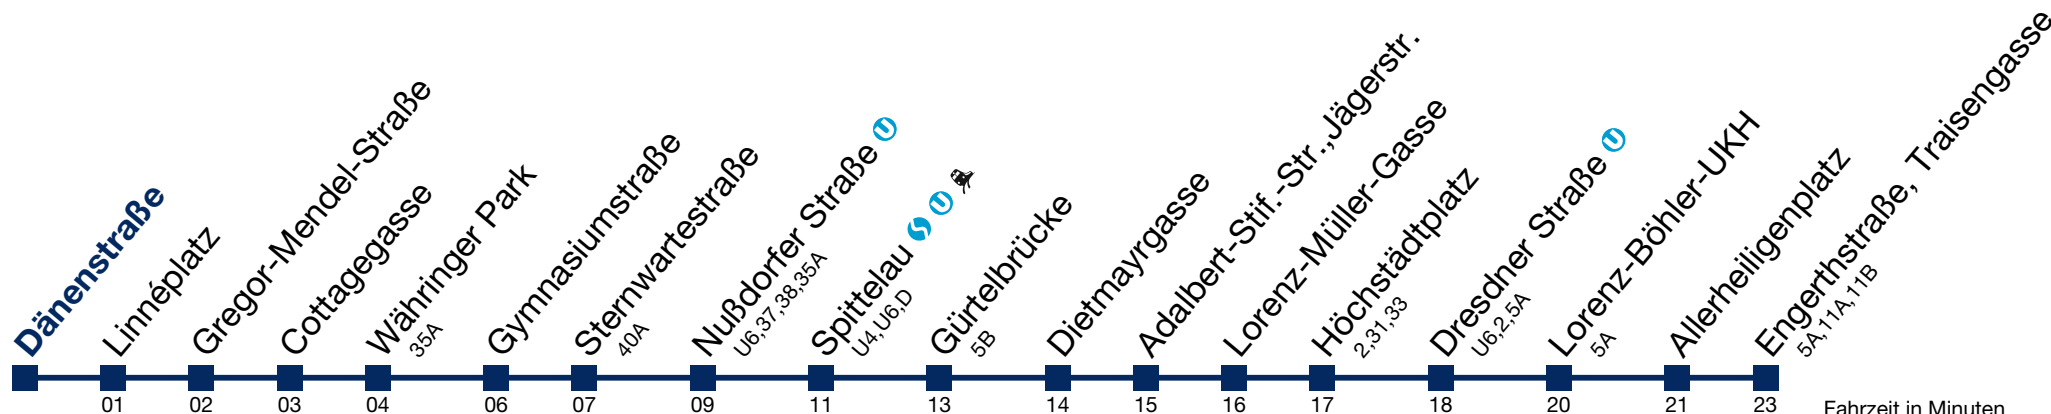 Dänenstraße
Linnéplatz
01
Gregor-Mendel-Straße
02
Cottagegasse
03
Währinger Park
35A
04
Gymnasiumstraße
06
Sternwartestraße
40A
07
Nußdorfer Straße U
U6,37,38,35A
09
Spittelau S U
U4,U6,D
11
Gürtelbrücke
5B
13
Dietmayrgasse
14
Adalbert-Stif.-Str.,Jägerstr.
15
Lorenz-Müller-Gasse
16
Höchstädtplatz
2,31,33
17
Dresdner Straße U
U6,2,5A
18
Lorenz-Böhler-UKH
5A
20
Allerheiligenplatz
21
Engerthstraße, Traisengasse
5A,11A,11B
23
Fahrzeit in Minuten